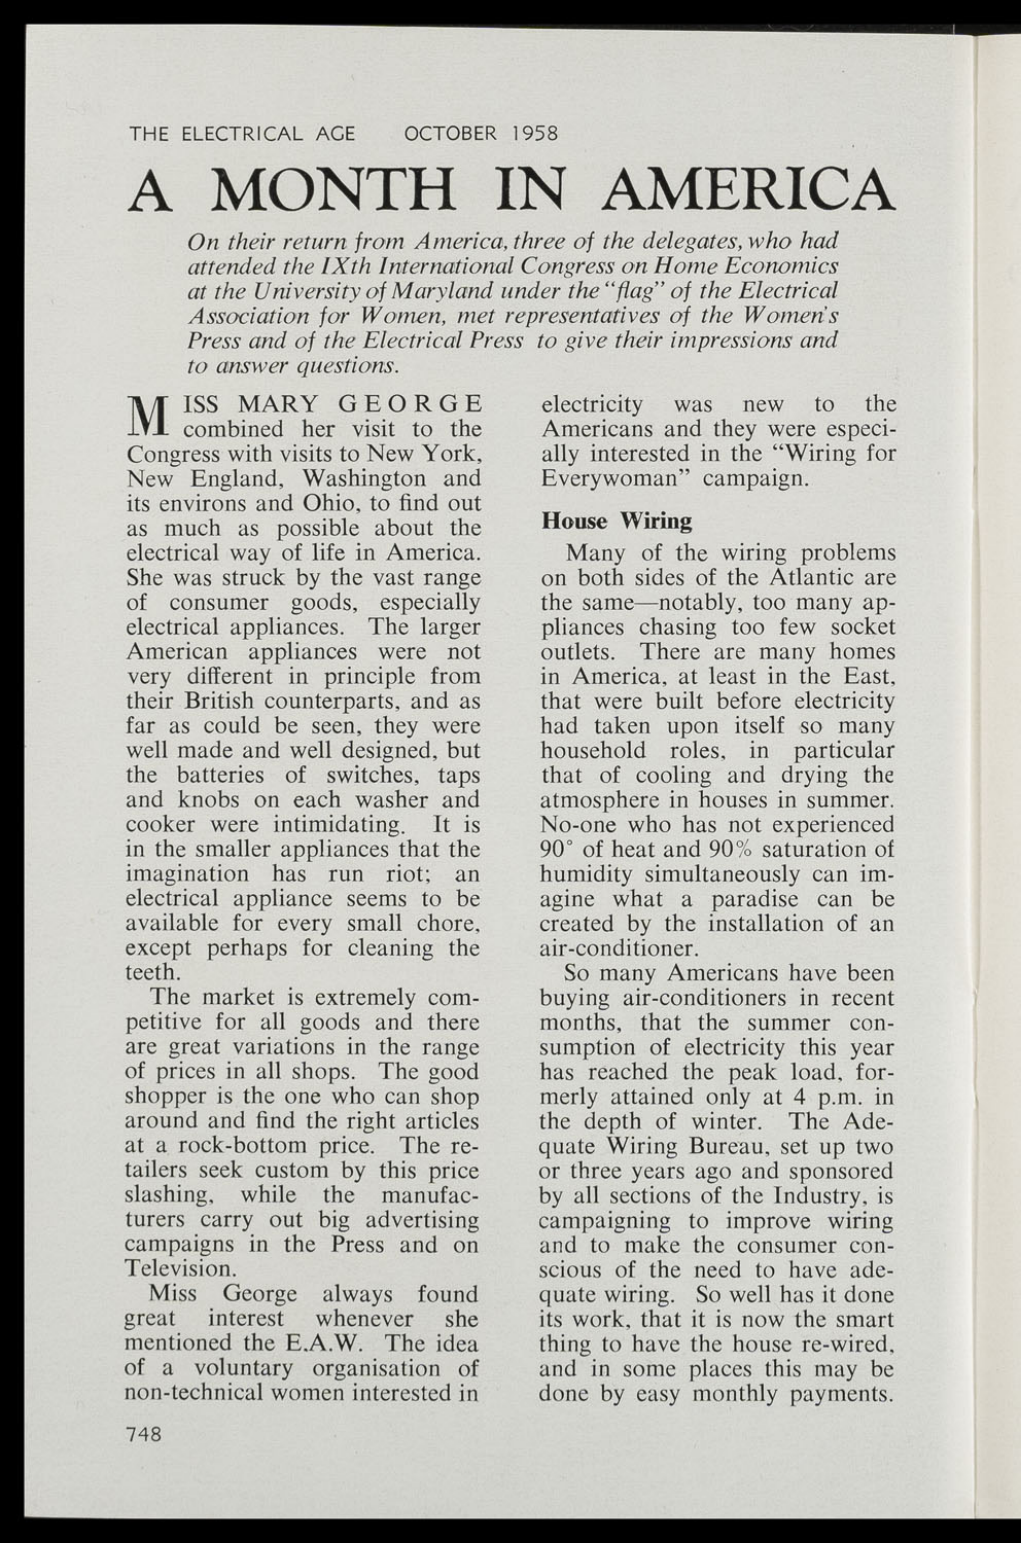 THE ELECTRICAL AGE OCTOBER 1958
A MONTH IN AMERICA
On their return from America, three of the delegates, who had
attended the IXth International Congress on Home Economics
at the University of Maryland under the "flag" of the Electrical
Association for Women, met representatives of the Women's
Press and of the Electrical Press to give their impressions and
to answer questions.
MISS MARY GEORGE
combined her visit to the
Congress with visits to New York,
New England, Washington and
its environs and Ohio, to find out
as much as possible about the
electrical way of life in America.
She was struck by the vast range
of consumer goods, especially
electrical appliances. The larger
American appliances were not
very different in principle from
their British counterparts, and as
far as could be seen, they were
well made and well designed, but
the batteries of switches, taps
and knobs on each washer and
cooker were intimidating. It is
in the smaller appliances that the
imagination has run riot; an
electrical appliance seems to be
available for every small chore,
except perhaps for cleaning the
teeth.
The market is extremely com-
petitive for all goods and there
are great variations in the range
of prices in all shops. The good
shopper is the one who can shop
around and find the right articles
at a rock-bottom price. The re-
tailers seek custom by this price
slashing, while the manufac-
turers carry out big advertising
campaigns in the Press and on
Television.
Miss George always found
great interest whenever she
mentioned the E.A.W. The idea
of a voluntary organisation of
non-technical women interested in
electricity was new to the
Americans and they were especi-
ally interested in the "Wiring for
Everywoman" campaign.
House Wiring
Many of the wiring problems
on both sides of the Atlantic are
the same—notably, too many ap-
pliances chasing too few socket
outlets. There are many homes
in America, at least in the East,
that were built before electricity
had taken upon itself so many
household roles, in particular
that of cooling and drying the
atmosphere in houses in summer.
No-one who has not experienced
90° of heat and 90% saturation of
humidity simultaneously can im-
agine what a paradise can be
created by the installation of an
air-conditioner.
So many Americans have been
buying air-conditioners in recent
months, that the summer con-
sumption of electricity this year
has reached the peak load, for-
merly attained only at 4 p.m. in
the depth of winter. The Ade-
quate Wiring Bureau, set up two
or three years ago and sponsored
by all sections of the Industry, is
campaigning to improve wiring
and to make the consumer con-
scious of the need to have ade-
quate wiring. So well has it done
its work, that it is now the smart
thing to have the house re-wired,
and in some places this may be
done by easy monthly payments.
748